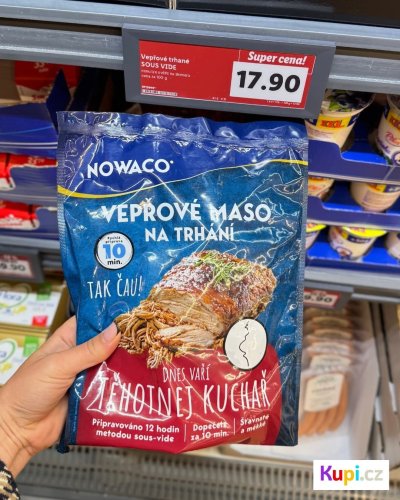 Vepřové trhané
SOUS VIDE
Super cena!
17.90
NOWACO
VEPŘOVÉ MASO
NA TRHÁNÍ
10
min.
TAK ČAU!
DNES VAŘÍ
TĚHOTNEJ KUCHAŘ
Připravováno 12 hodin
metodou sous-vide
Dopečete
za 10 min.
Šťavnaté
a měkké
Kupi.cz